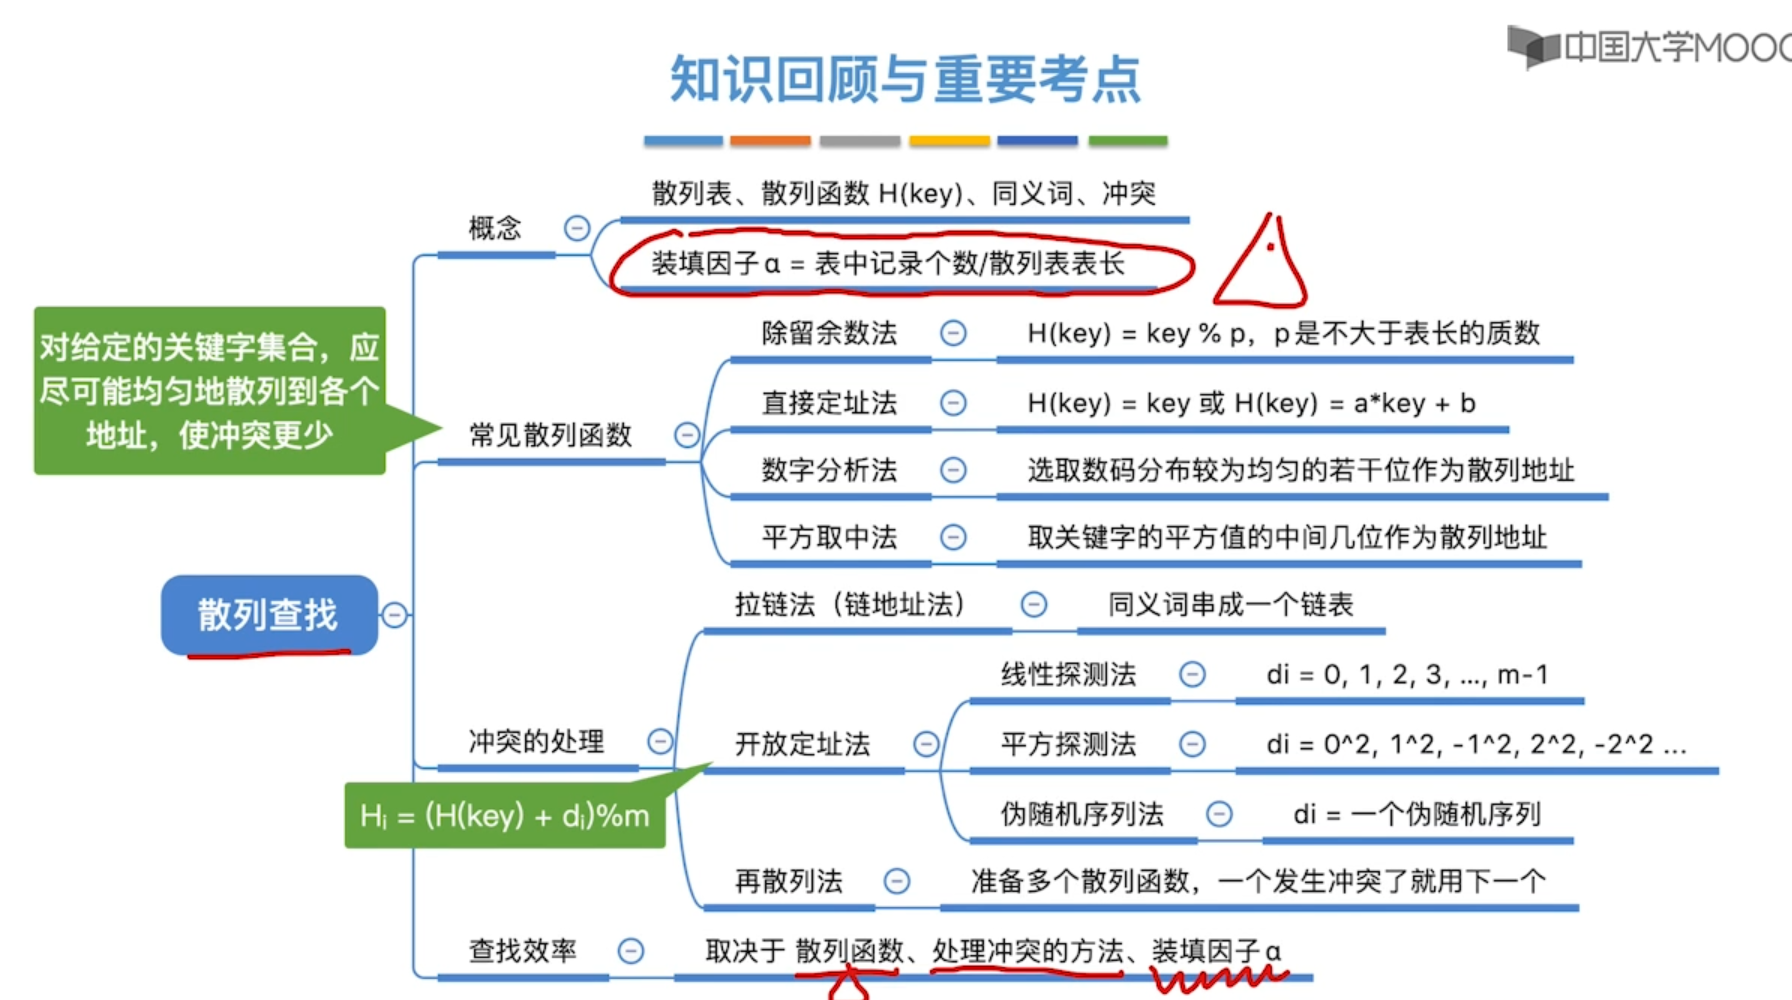 中国大学MOOC
知识回顾与重要考点
散列表、散列函数 H(key)、同义词、冲突
概念
装填因子α = 表中记录个数/散列表表长
对给定的关键字集合，应
尽可能均匀地散列到各个
地址，使冲突更少
除留余数法
H(key) = key % p，p是不大于表长的质数
直接定址法
H(key) = key 或 H(key) = a*key + b
常见散列函数
数字分析法
选取数码分布较为均匀的若干位作为散列地址
平方取中法
取关键字的平方值的中间几位作为散列地址
散列查找
拉链法（链地址法）
同义词串成一个链表
线性探测法
di = 0, 1, 2, 3, ..., m-1
冲突的处理
开放定址法
平方探测法
di = 0^2, 1^2, -1^2, 2^2, -2^2 ...
Hᵢ = (H(key) + dᵢ)%m
伪随机序列法
di = 一个伪随机序列
再散列法
准备多个散列函数，一个发生冲突了就用下一个
查找效率
取决于 散列函数、处理冲突的方法、装填因子α